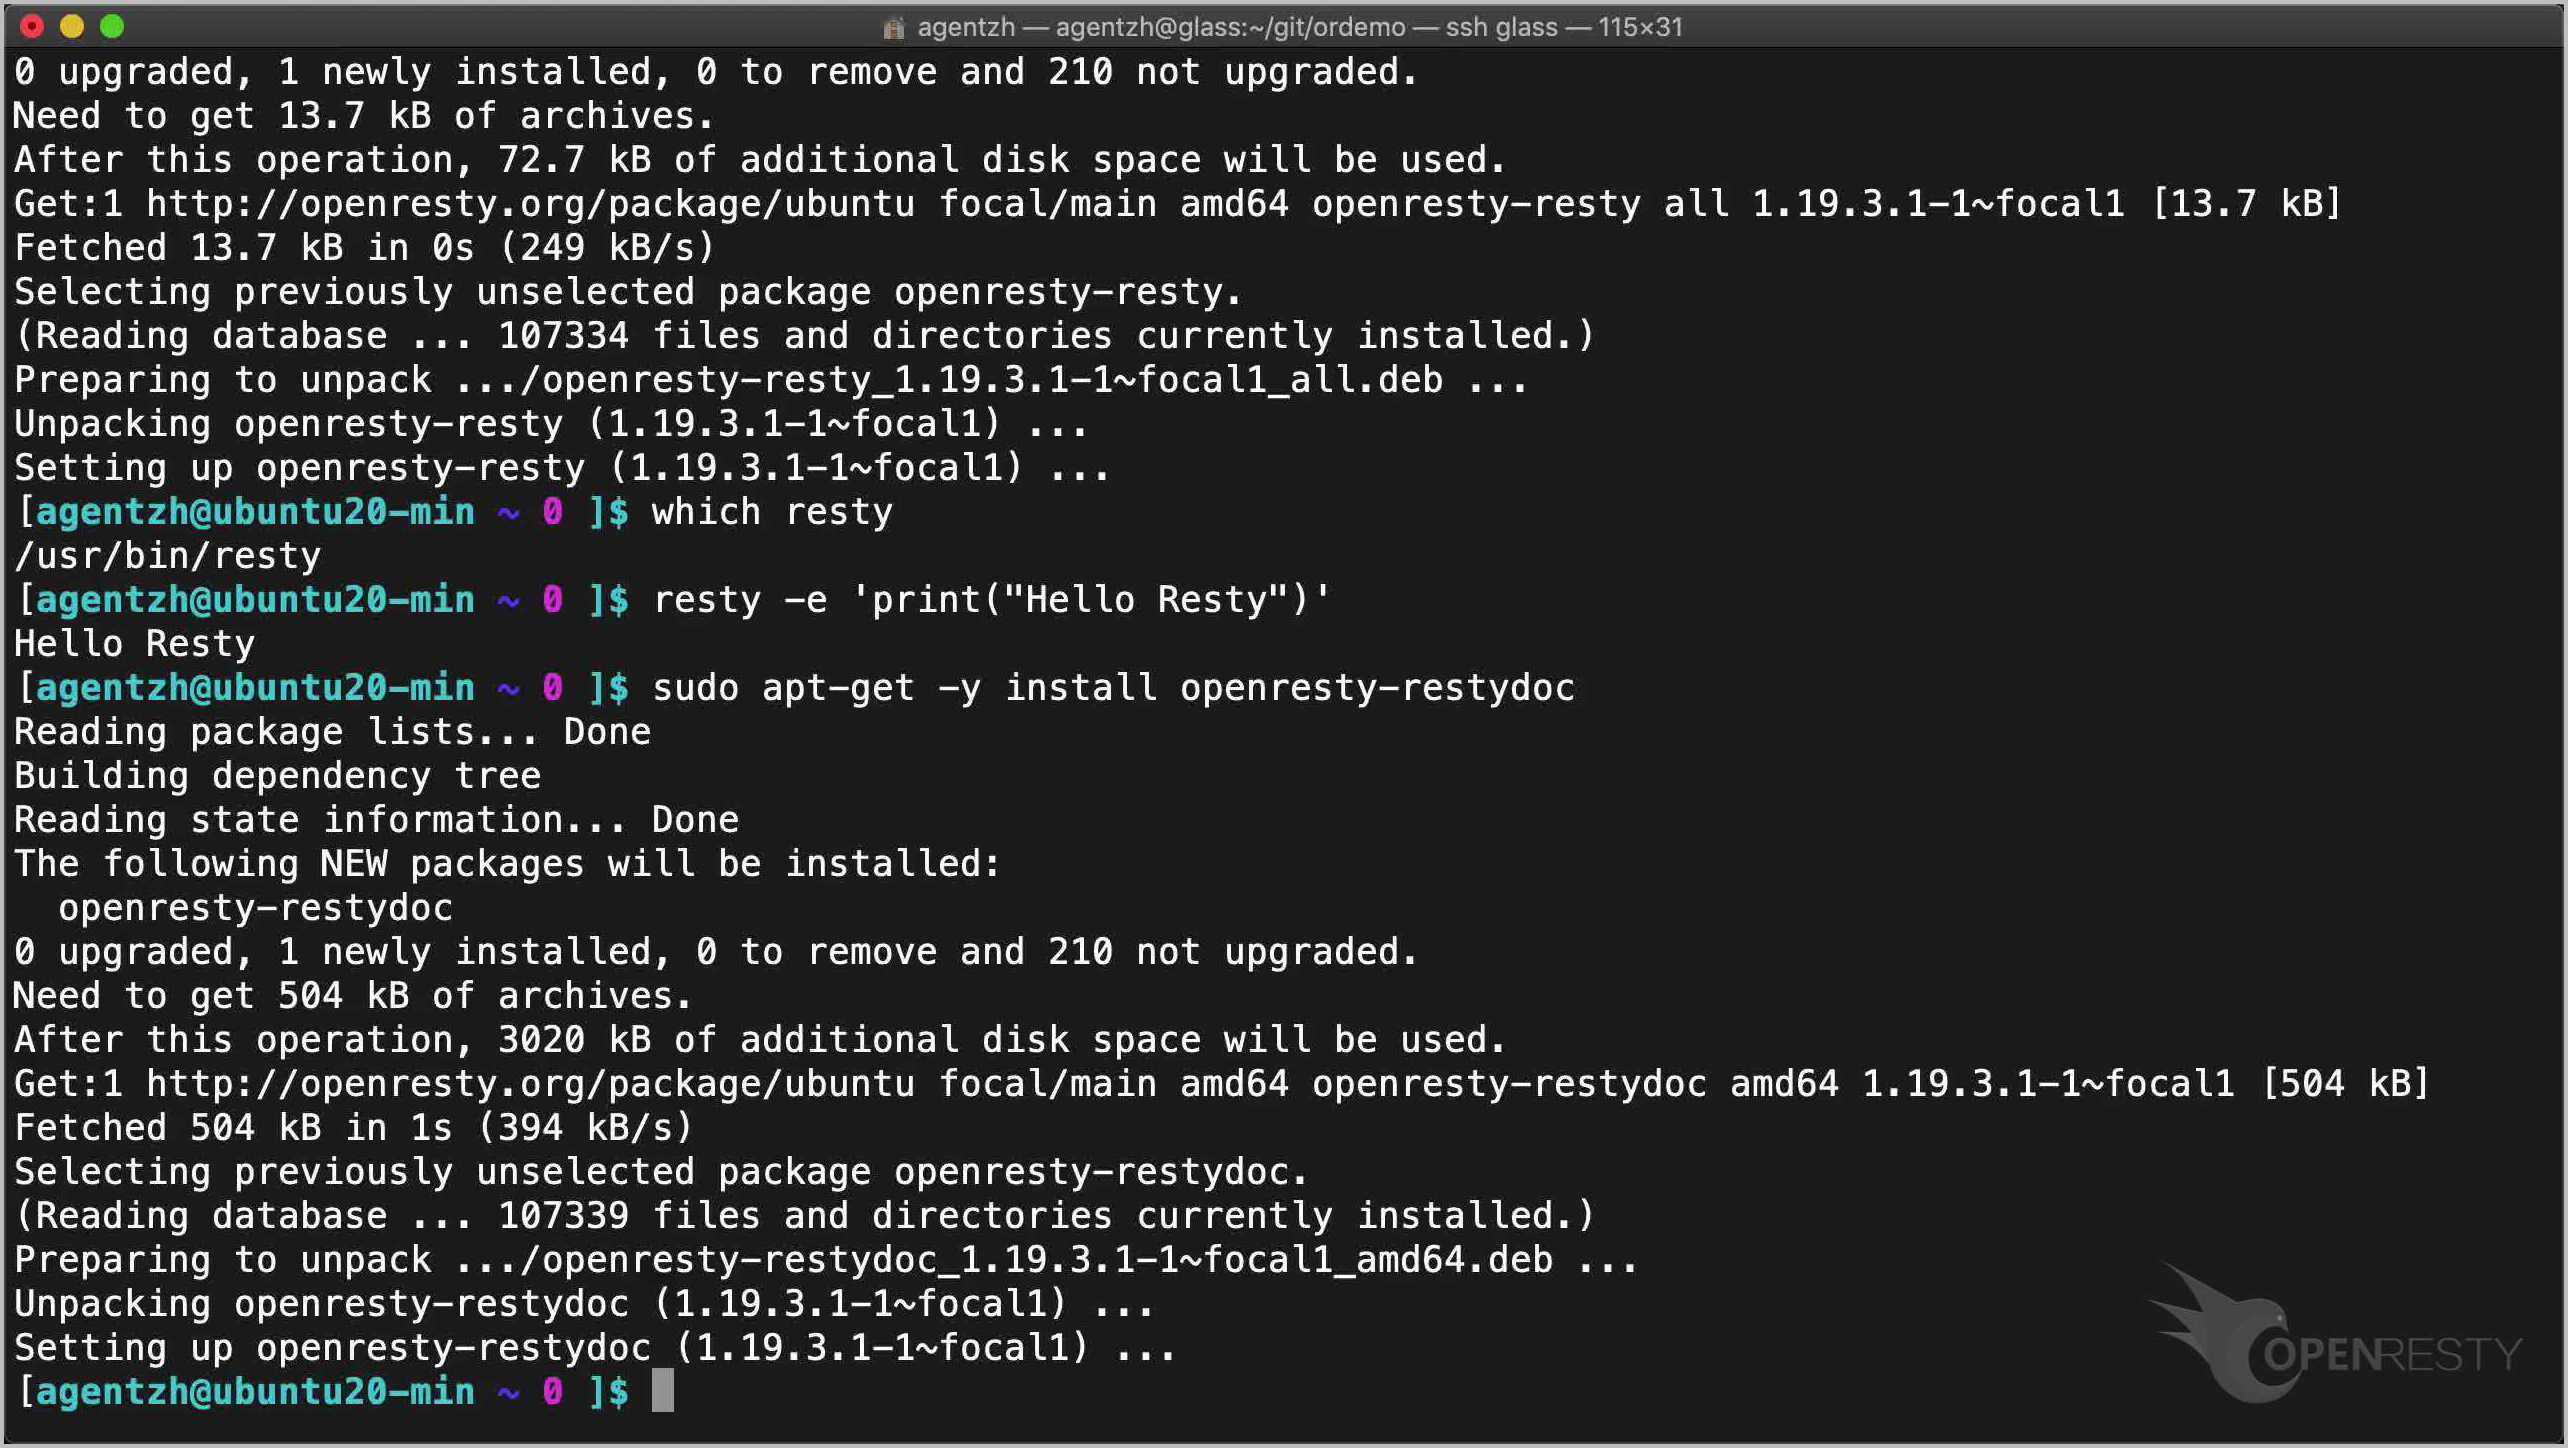 agentzh — agentzh@glass:~/git/ordemo — ssh glass — 115×31
0 upgraded, 1 newly installed, 0 to remove and 210 not upgraded.
Need to get 13.7 kB of archives.
After this operation, 72.7 kB of additional disk space will be used.
Get:1 http://openresty.org/package/ubuntu focal/main amd64 openresty-resty all 1.19.3.1-1~focal1 [13.7 kB]
Fetched 13.7 kB in 0s (249 kB/s)
Selecting previously unselected package openresty-resty.
(Reading database ... 107334 files and directories currently installed.)
Preparing to unpack .../openresty-resty_1.19.3.1-1~focal1_all.deb ...
Unpacking openresty-resty (1.19.3.1-1~focal1) ...
Setting up openresty-resty (1.19.3.1-1~focal1) ...
[agentzh@ubuntu20-min ~ 0 ]$ which resty
/usr/bin/resty
[agentzh@ubuntu20-min ~ 0 ]$ resty -e 'print("Hello Resty")'
Hello Resty
[agentzh@ubuntu20-min ~ 0 ]$ sudo apt-get -y install openresty-restydoc
Reading package lists... Done
Building dependency tree
Reading state information... Done
The following NEW packages will be installed:
  openresty-restydoc
0 upgraded, 1 newly installed, 0 to remove and 210 not upgraded.
Need to get 504 kB of archives.
After this operation, 3020 kB of additional disk space will be used.
Get:1 http://openresty.org/package/ubuntu focal/main amd64 openresty-restydoc amd64 1.19.3.1-1~focal1 [504 kB]
Fetched 504 kB in 1s (394 kB/s)
Selecting previously unselected package openresty-restydoc.
(Reading database ... 107339 files and directories currently installed.)
Preparing to unpack .../openresty-restydoc_1.19.3.1-1~focal1_amd64.deb ...
Unpacking openresty-restydoc (1.19.3.1-1~focal1) ...
Setting up openresty-restydoc (1.19.3.1-1~focal1) ...
[agentzh@ubuntu20-min ~ 0 ]$
OPENRESTY